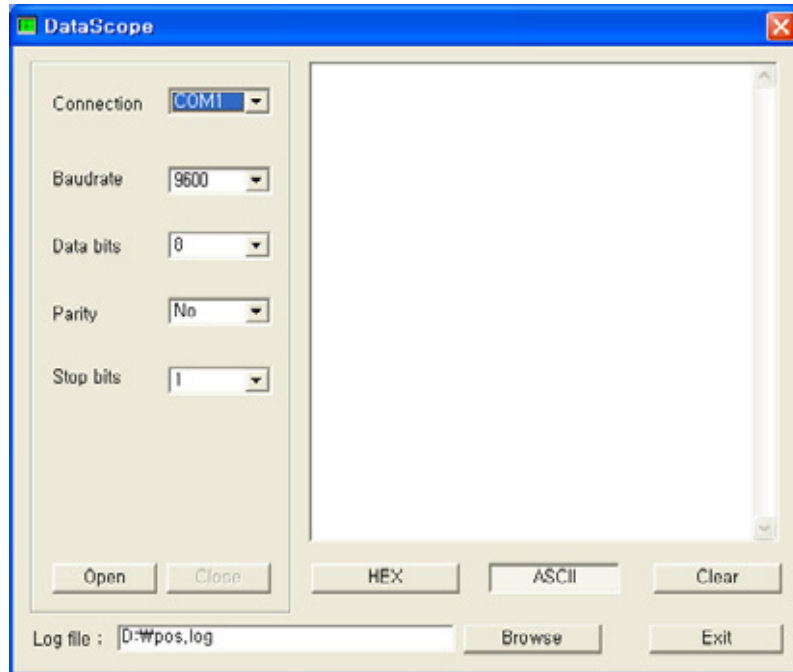 DataScope
Connection COM1
Baudrate 9600
Data bits 8
Parity No
Stop bits 1
Open Close HEX ASCII Clear
Log file : D:₩pos.log Browse Exit